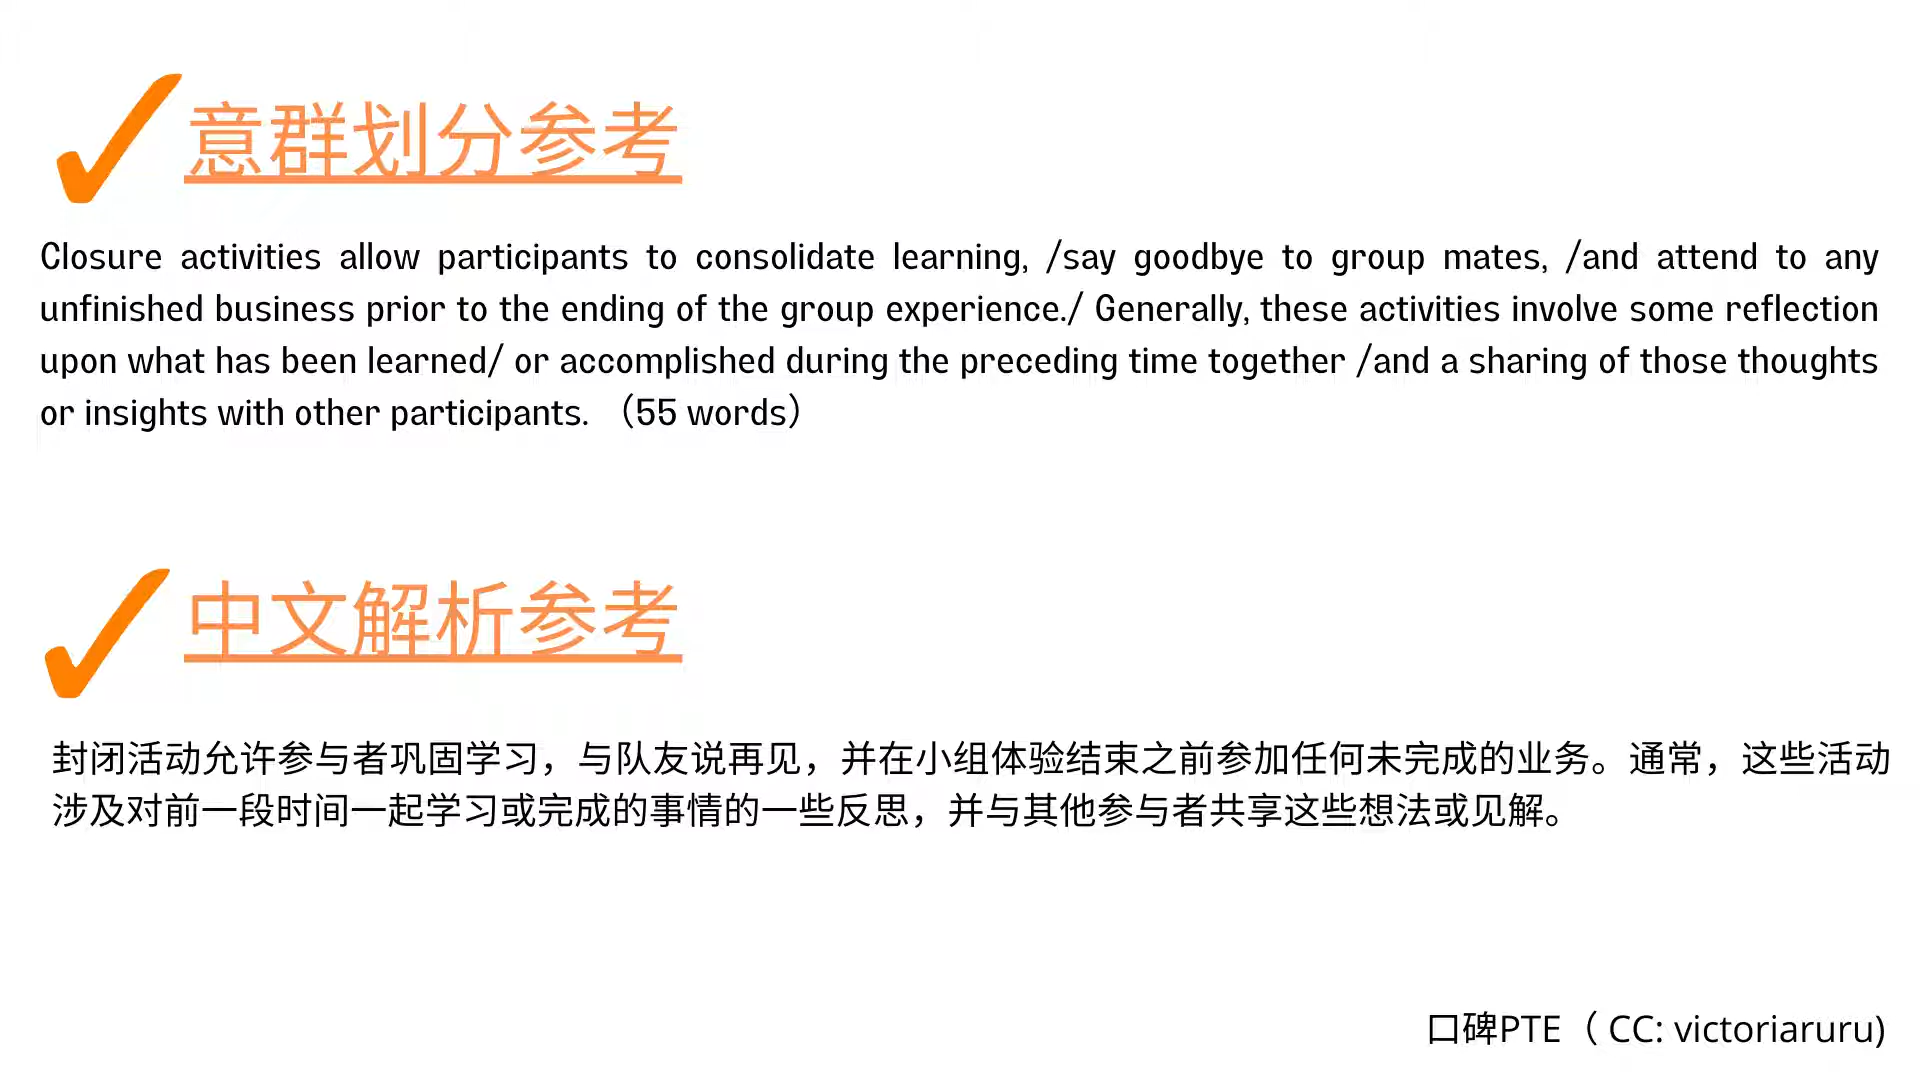 意群划分参考
Closure activities allow participants to consolidate learning, /say goodbye to group mates, /and attend to any
unfinished business prior to the ending of the group experience./ Generally, these activities involve some reflection
upon what has been learned/ or accomplished during the preceding time together /and a sharing of those thoughts
or insights with other participants. （55 words）
中文解析参考
封闭活动允许参与者巩固学习，与队友说再见，并在小组体验结束之前参加任何未完成的业务。通常，这些活动
涉及对前一段时间一起学习或完成的事情的一些反思，并与其他参与者共享这些想法或见解。
口碑PTE（ CC: victoriaruru)